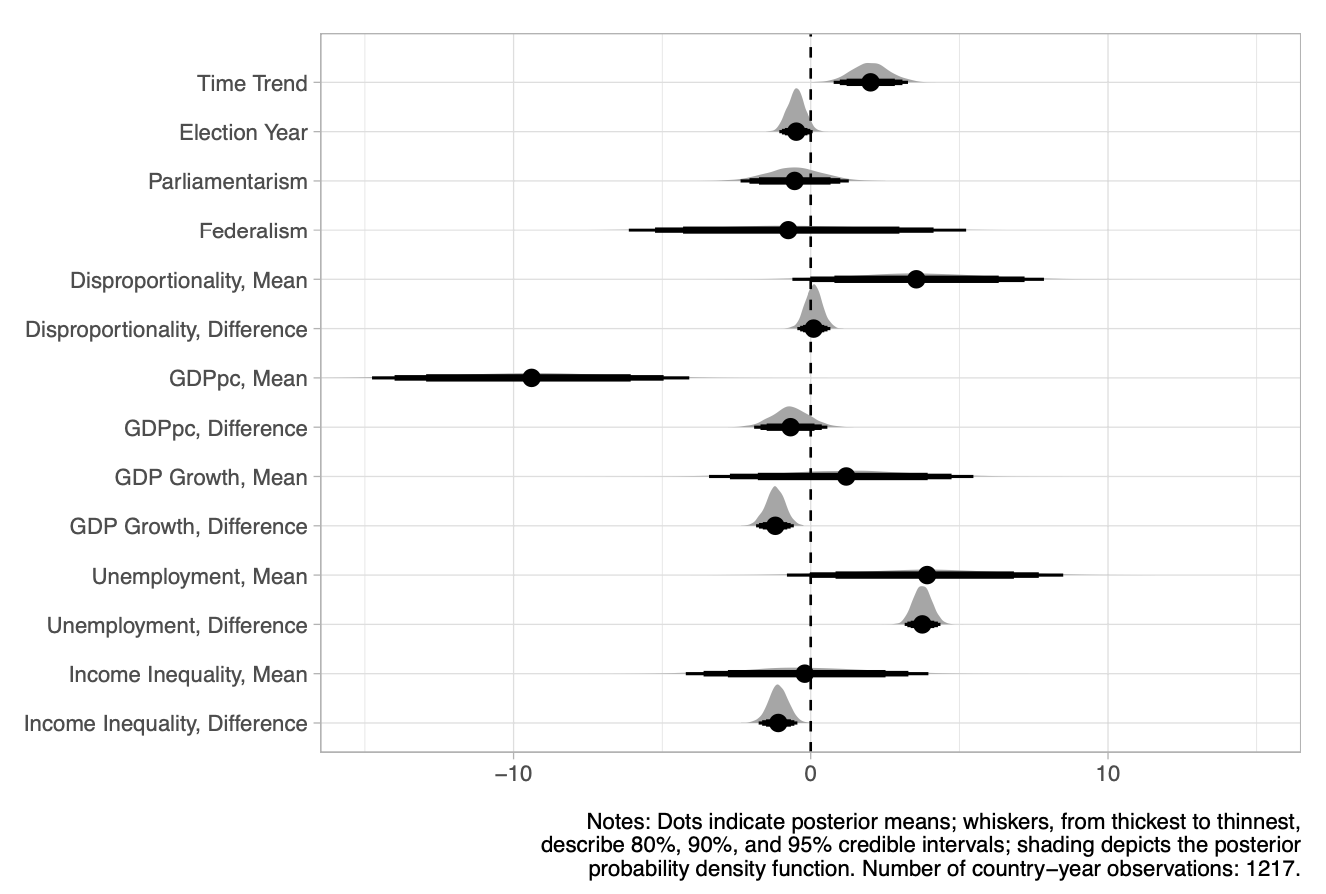 Time Trend
Election Year
Parliamentarism
Federalism
Disproportionality, Mean
Disproportionality, Difference
GDPpc, Mean
GDPpc, Difference
GDP Growth, Mean
GDP Growth, Difference
Unemployment, Mean
Unemployment, Difference
Income Inequality, Mean
Income Inequality, Difference
−10 0 10
Notes: Dots indicate posterior means; whiskers, from thickest to thinnest,
describe 80%, 90%, and 95% credible intervals; shading depicts the posterior
probability density function. Number of country−year observations: 1217.